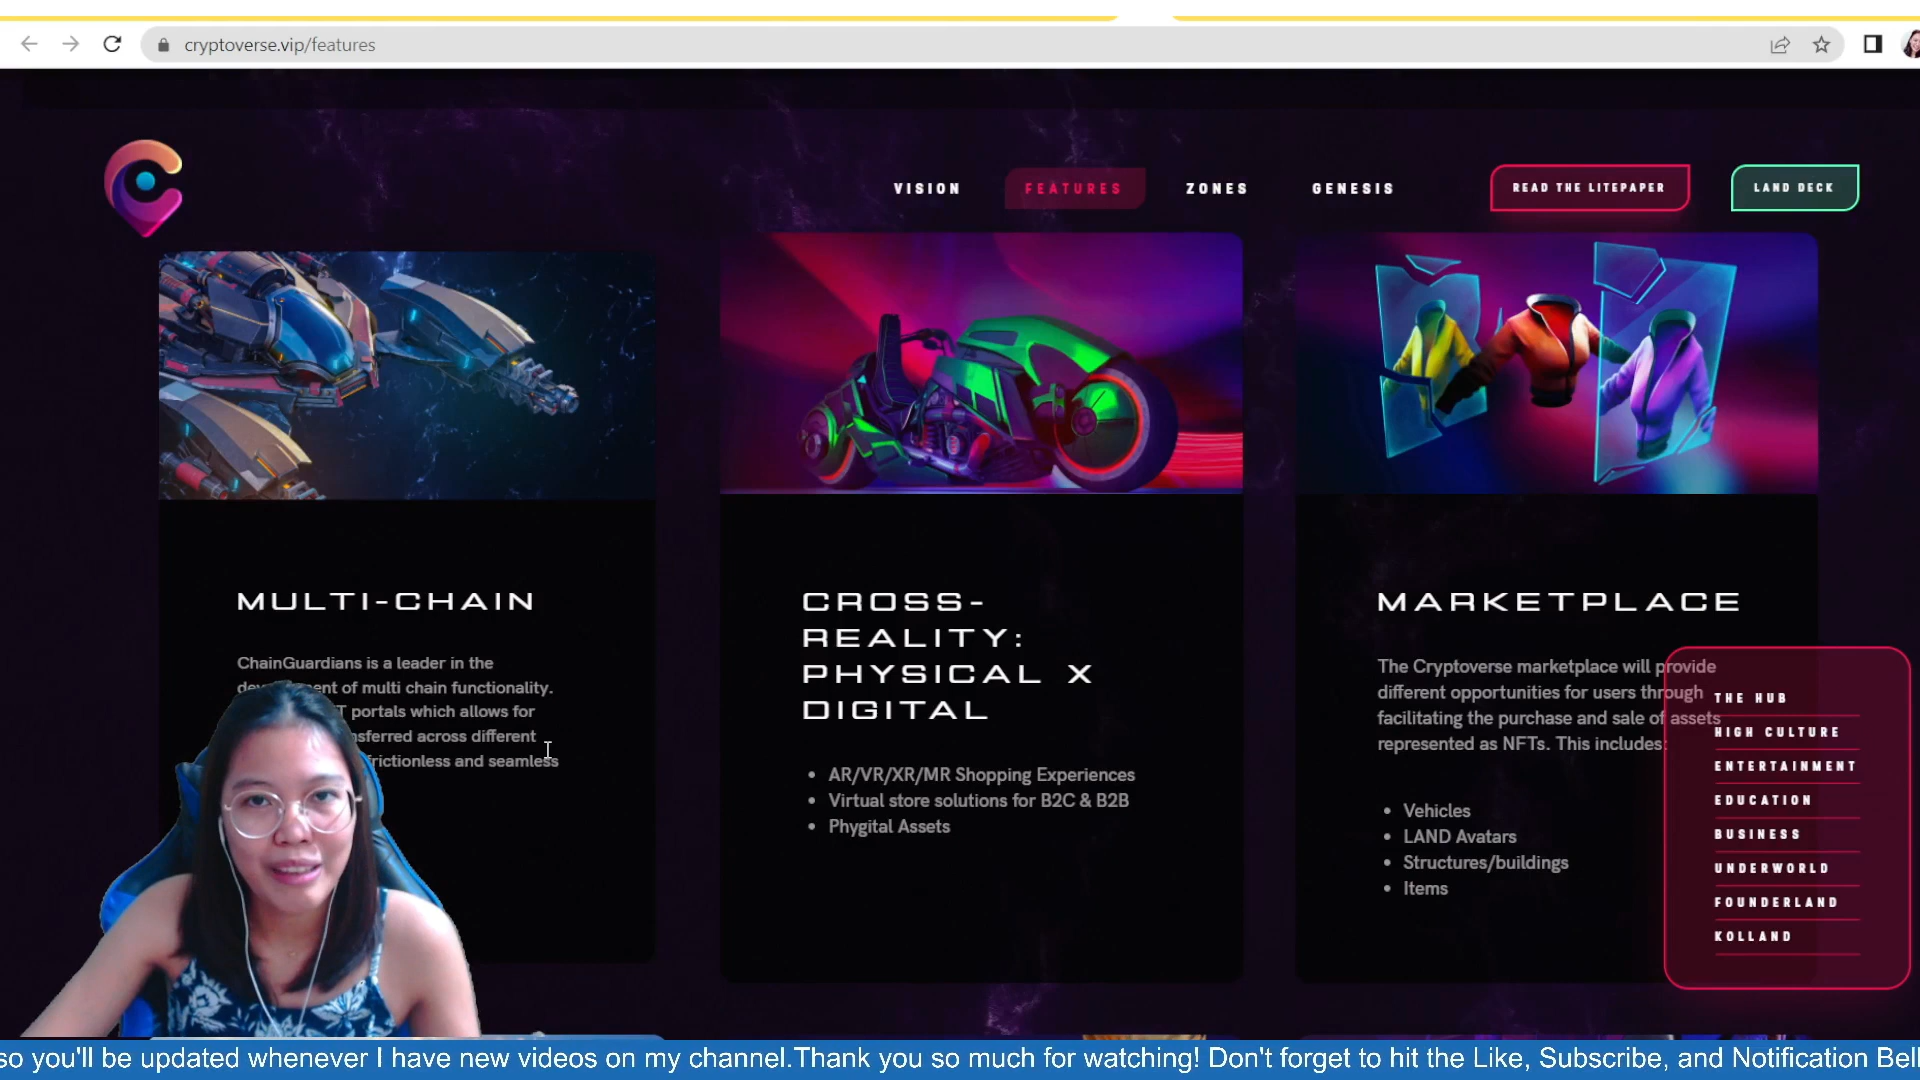 cryptoverse.vip/features
VISION
FEATURES
ZONES
GENESIS
READ THE LITEPAPER
LAND DECK
MULTI-CHAIN
ChainGuardians is a leader in the
of multi chain functionality.
portals which allows for
across different
frictionless and seamless
CROSS-
REALITY:
PHYSICAL X
DIGITAL
• AR/VR/XR/MR Shopping Experiences
• Virtual store solutions for B2C & B2B
• Phygital Assets
MARKETPLACE
The Cryptoverse marketplace will provide
different opportunities for users through
facilitating the purchase and sale of assets
represented as NFTs. This includes:
• Vehicles
• LAND Avatars
• Structures/buildings
• Items
THE HUB
HIGH CULTURE
ENTERTAINMENT
EDUCATION
BUSINESS
UNDERWORLD
FOUNDERLAND
KOLLAND
so you'll be updated whenever I have new videos on my channel.Thank you so much for watching! Don't forget to hit the Like, Subscribe, and Notification Bell